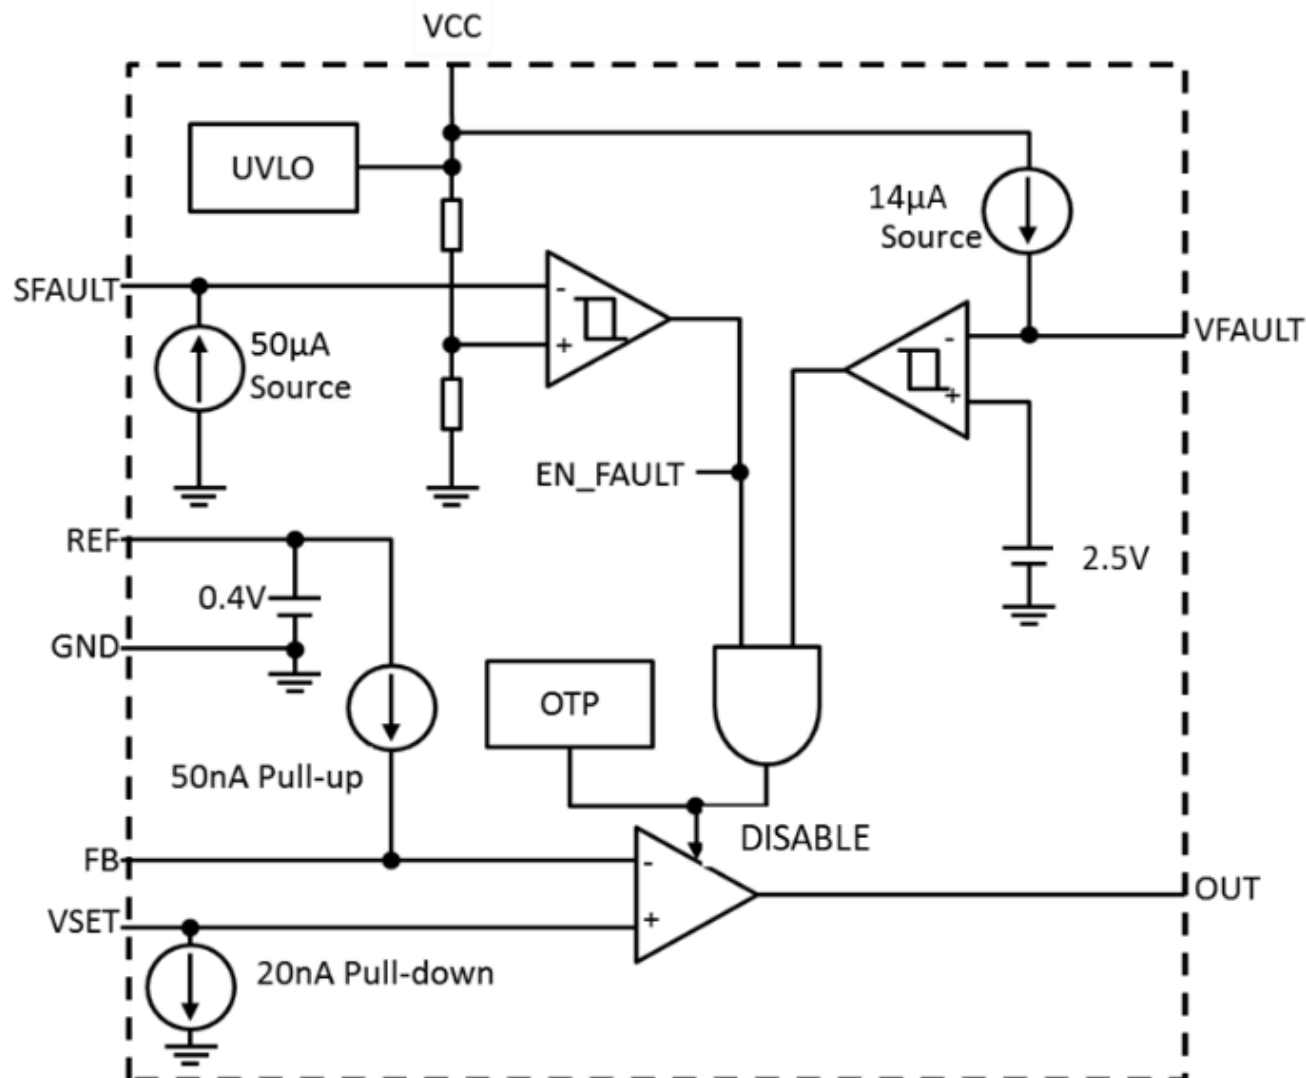 VCC
UVLO
14μA
Source
SFAULT
-
+
50μA
Source
VFAULT
-
+
EN_FAULT
REF
2.5V
0.4V
GND
OTP
50nA Pull-up
DISABLE
FB
-
OUT
VSET
+
20nA Pull-down